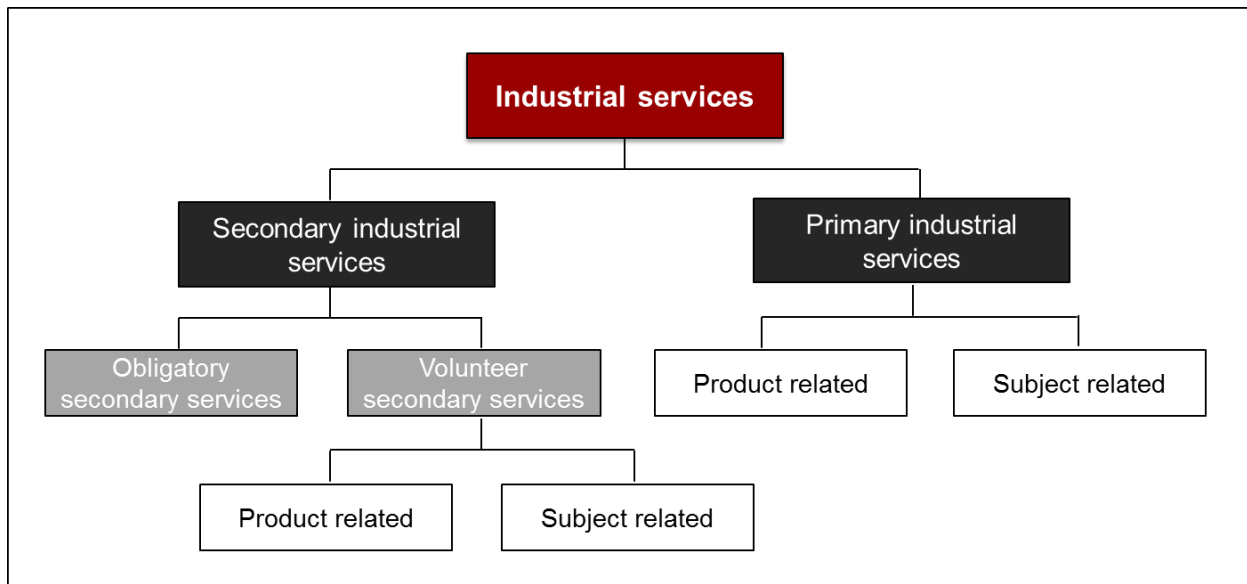 Industrial services
Secondary industrial
services
Primary industrial
services
Obligatory
secondary services
Volunteer
secondary services
Product related
Subject related
Product related
Subject related